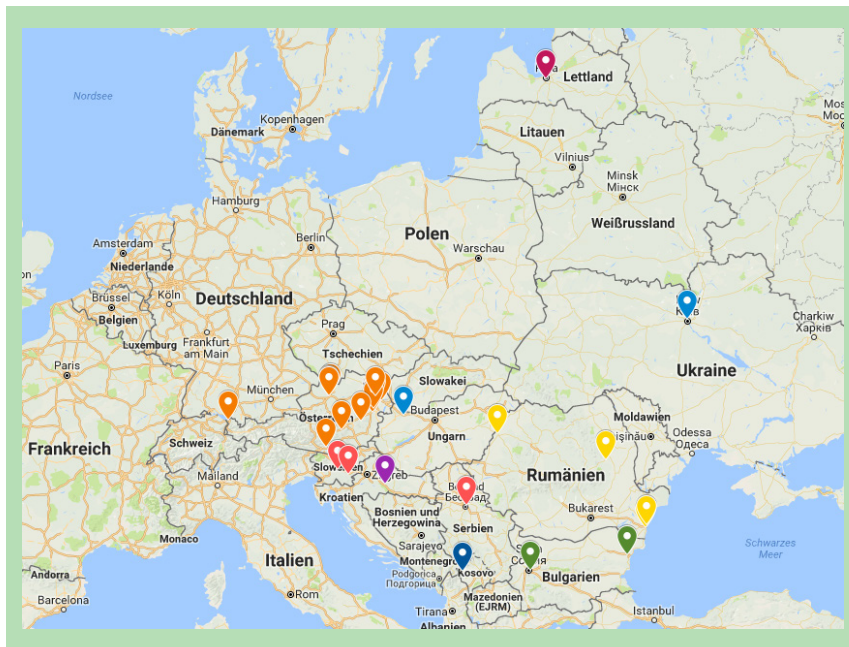 Nordsee
Kopenhagen
Dänemark
Lettland
Litauen
Vilnius
Minsk
Мінск
Hamburg
Weißrussland
Amsterdam
Niederlande
Berlin
Polen
Warschau
Brüssel
Köln
Belgien
Deutschland
Charkiw
Харків
Prag
Luxemburg
Frankfurt
am Main
Tschechien
Paris
Ukraine
München
Slowakei
Budapest
Moldawien
Odessa
Одеса
Ungarn
Frankreich
Schweiz
Mailand
Rumänien
Kroatien
Bosnien und
Herzegowina
Bukarest
Serbien
Monaco
Sarajevo
Schwarzes
Meer
Italien
Kosovo
Podgorica
Подгорица
Bulgarien
Andorra
Barcelona
Rom
Mazedonien
(EJRM)
Tirana
Istanbul